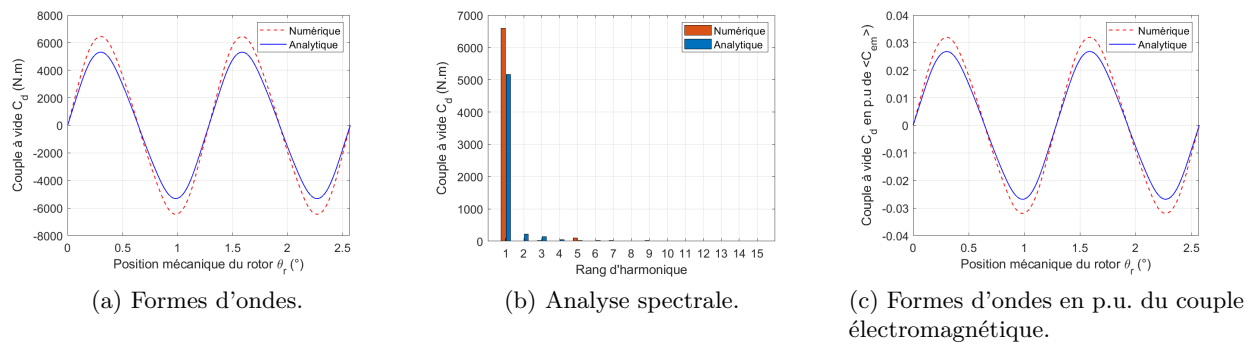 8000
6000
4000
2000
0
-2000
-4000
-6000
-8000
Couple à vide C_d (N.m)
Numérique
Analytique
0 0.5 1 1.5 2 2.5
Position mécanique du rotor θ_r (°)
(a) Formes d'ondes.
7000
6000
5000
4000
3000
2000
1000
0
Couple à vide C_d (N.m)
Numérique
Analytique
1 2 3 4 5 6 7 8 9 10 11 12 13 14 15
Rang d'harmonique
(b) Analyse spectrale.
0.04
0.03
0.02
0.01
0
-0.01
-0.02
-0.03
-0.04
Couple à vide C_d en p.u de <C_em>
Numérique
Analytique
0 0.5 1 1.5 2 2.5
Position mécanique du rotor θ_r (°)
(c) Formes d'ondes en p.u. du couple
électromagnétique.